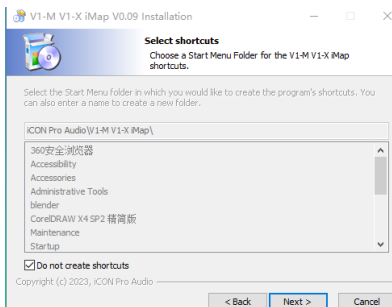 V1-M V1-X iMap V0.09 Installation
Select shortcuts
Choose a Start Menu Folder for the V1-M V1-X iMap
shortcuts.
Select the Start Menu folder in which you would like to create the program's shortcuts. You
can also enter a name to create a new folder.
iCON Pro Audio\V1-M V1-X iMap\
360安全浏览器
Accessibility
Accessories
Administrative Tools
blender
CorelDRAW X4 SP2 精简版
Maintenance
Startup
Do not create shortcuts
Copyright (c) 2023, iCON Pro Audio
< Back
Next >
Cancel